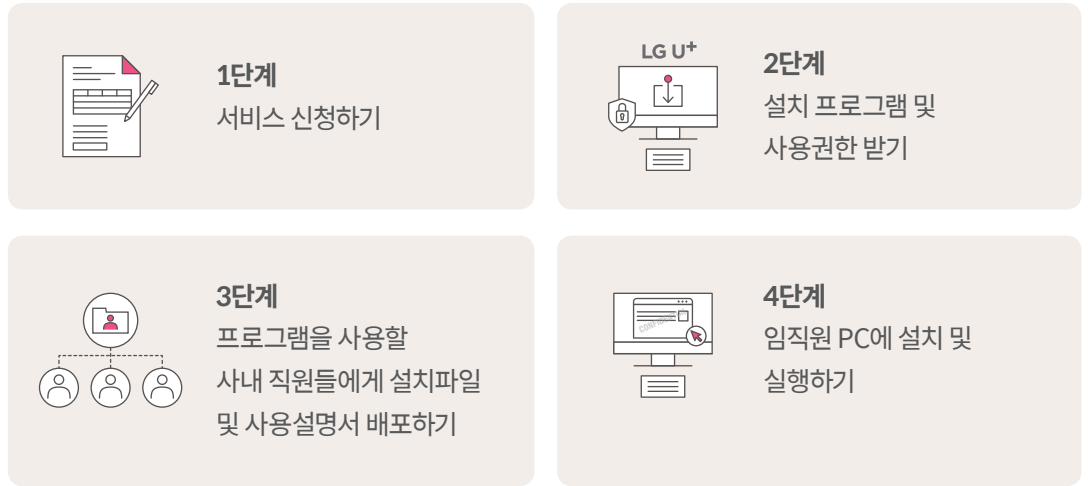 1단계
서비스 신청하기
LG U+
2단계
설치 프로그램 및
사용권한 받기
3단계
프로그램을 사용할
사내 직원들에게 설치파일
및 사용설명서 배포하기
CONFIDENTIAL
4단계
임직원 PC에 설치 및
실행하기